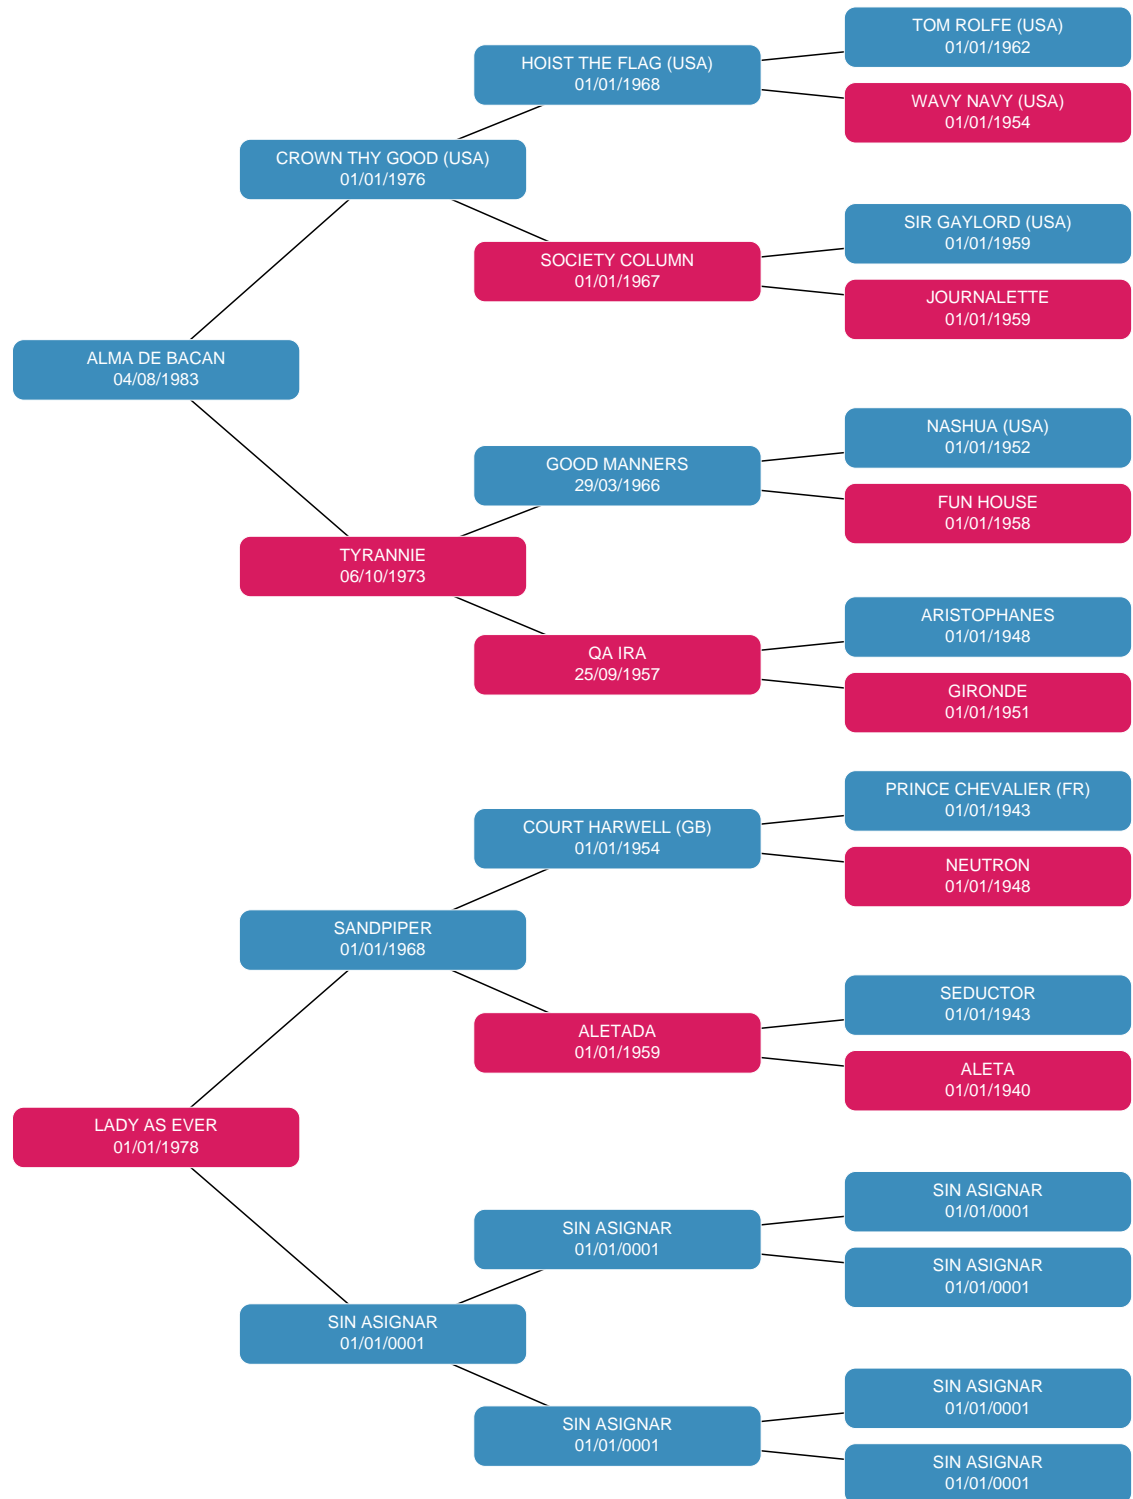 TOM ROLFE (USA)
01/01/1962
HOIST THE FLAG (USA)
01/01/1968
WAVY NAVY (USA)
01/01/1954
CROWN THY GOOD (USA)
01/01/1976
SIR GAYLORD (USA)
01/01/1959
SOCIETY COLUMN
01/01/1967
JOURNALETTE
01/01/1959
ALMA DE BACAN
04/08/1983
NASHUA (USA)
01/01/1952
GOOD MANNERS
29/03/1966
FUN HOUSE
01/01/1958
TYRANNIE
06/10/1973
ARISTOPHANES
01/01/1948
QA IRA
25/09/1957
GIRONDE
01/01/1951
PRINCE CHEVALIER (FR)
01/01/1943
COURT HARWELL (GB)
01/01/1954
NEUTRON
01/01/1948
SANDPIPER
01/01/1968
SEDUCTOR
01/01/1943
ALETADA
01/01/1959
ALETA
01/01/1940
LADY AS EVER
01/01/1978
SIN ASIGNAR
01/01/0001
SIN ASIGNAR
01/01/0001
SIN ASIGNAR
01/01/0001
SIN ASIGNAR
01/01/0001
SIN ASIGNAR
01/01/0001
SIN ASIGNAR
01/01/0001
SIN ASIGNAR
01/01/0001